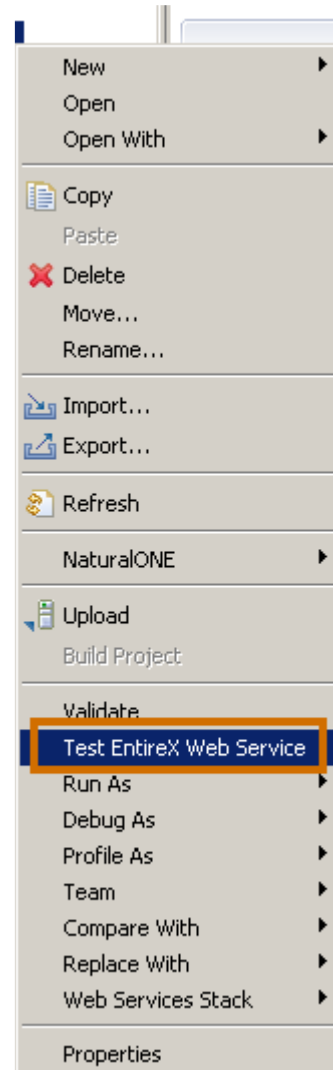 New
Open
Open With
Copy
Paste
Delete
Move...
Rename...
Import...
Export...
Refresh
NaturalONE
Upload
Build Project
Validate
Test EntireX Web Service
Run As
Debug As
Profile As
Team
Compare With
Replace With
Web Services Stack
Properties